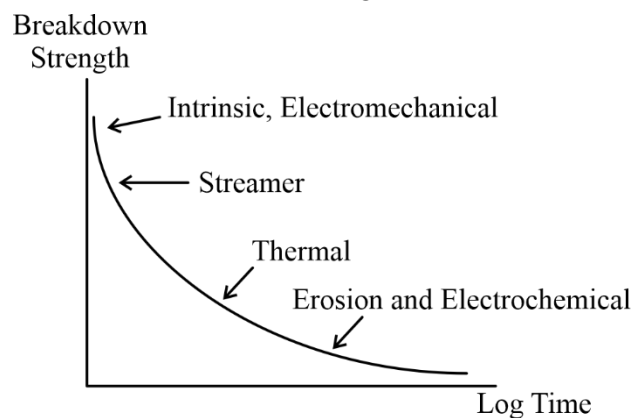 Breakdown
Strength
Intrinsic, Electromechanical
Streamer
Thermal
Erosion and Electrochemical
Log Time